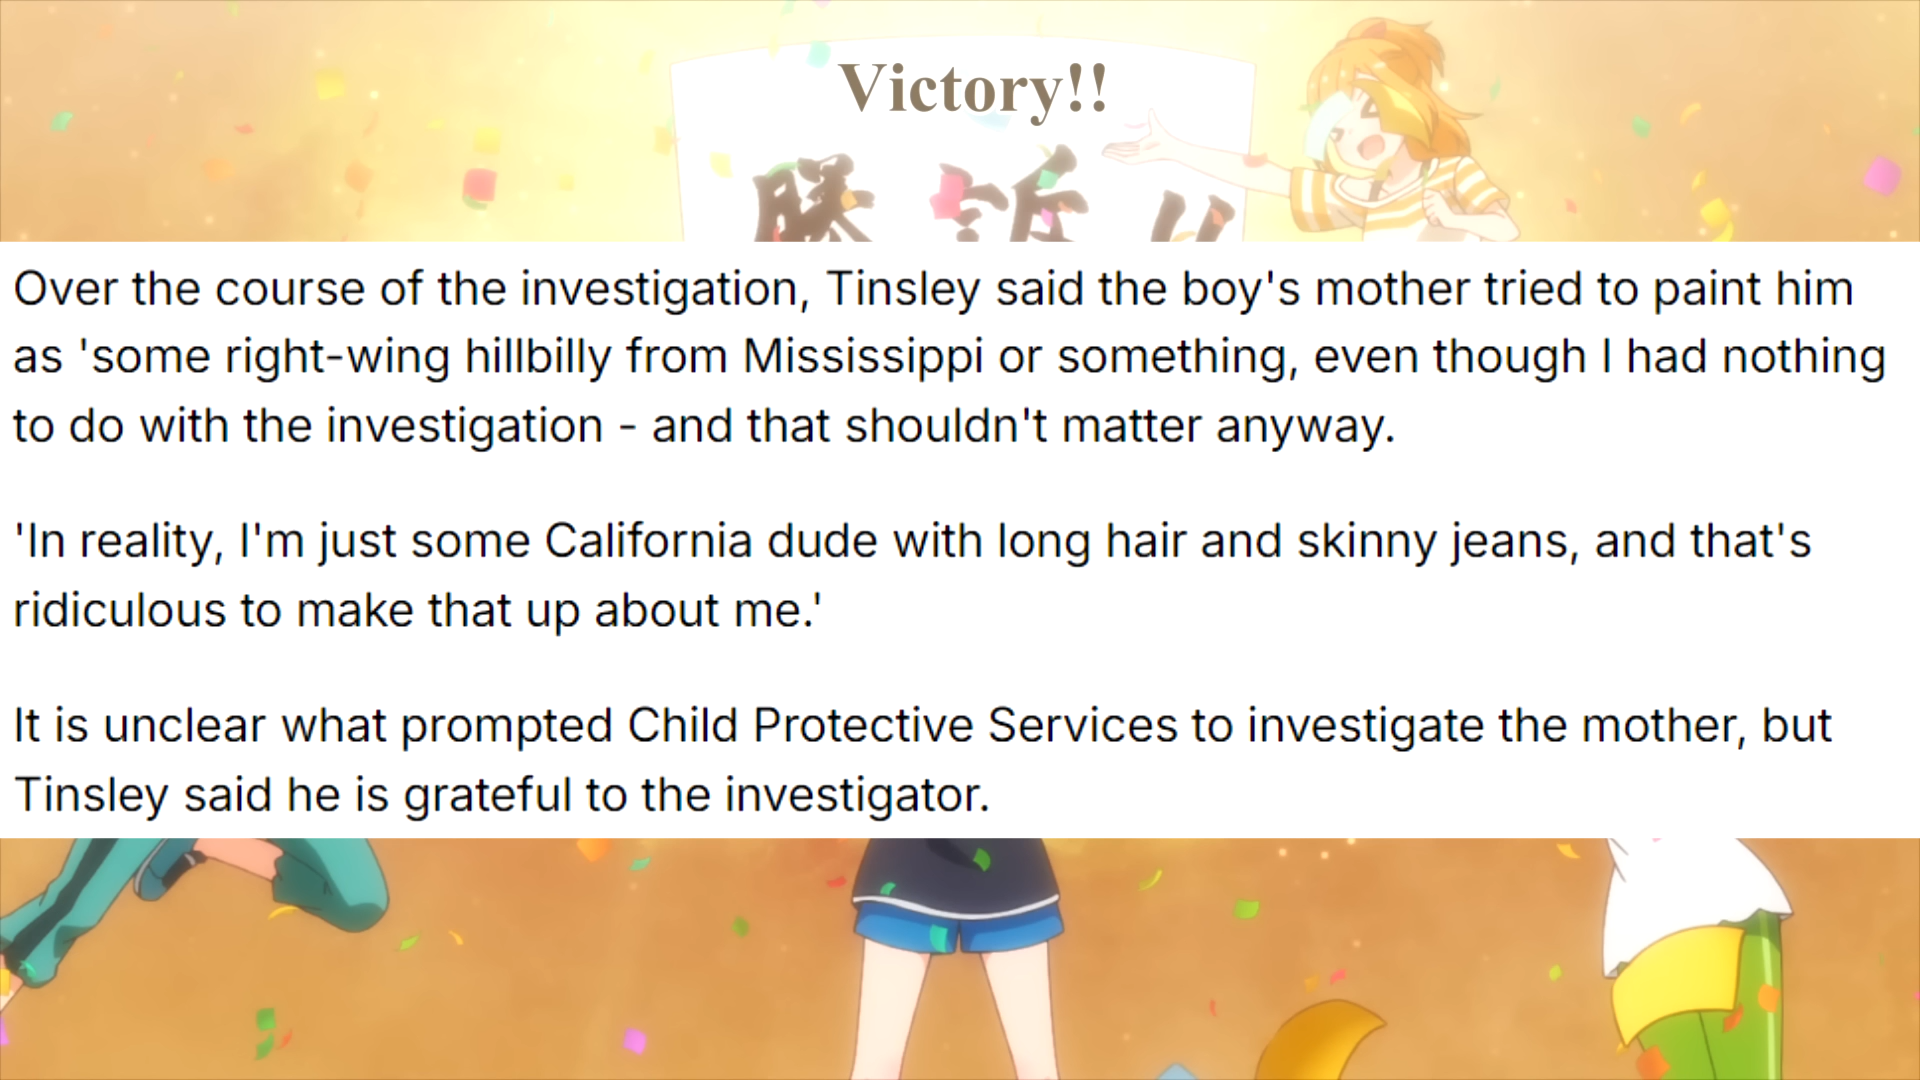 Victory!!
勝訴!!
Over the course of the investigation, Tinsley said the boy's mother tried to paint him
as 'some right-wing hillbilly from Mississippi or something, even though I had nothing
to do with the investigation - and that shouldn't matter anyway.
'In reality, I'm just some California dude with long hair and skinny jeans, and that's
ridiculous to make that up about me.'
It is unclear what prompted Child Protective Services to investigate the mother, but
Tinsley said he is grateful to the investigator.